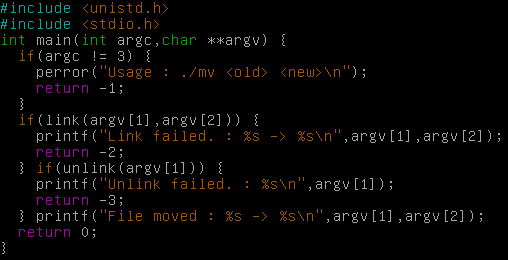 #include <unistd.h>
#include <stdio.h>
int main(int argc,char **argv) {
  if(argc != 3) {
    perror("Usage : ./mv <old> <new>\n");
    return -1;
  }
  if(link(argv[1],argv[2])) {
    printf("Link failed. : %s -> %s\n",argv[1],argv[2]);
    return -2;
  } if(unlink(argv[1])) {
    printf("Unlink failed. : %s\n",argv[1]);
    return -3;
  } printf("File moved : %s -> %s\n",argv[1],argv[2]);
  return 0;
}